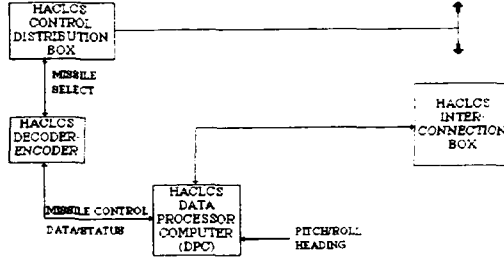 HACLCS
CONTROL
DISTRIBUTION
BOX
MISSILE
SELECT
HACLCS
DECODER-
ENCODER
HACLCS
INTER-
CONNECTION
BOX
MISSILE CONTROL
DATA/STATUS
HACLCS
DATA
PROCESSOR
COMPUTER
(DPC)
PITCH/ROLL
HEADING